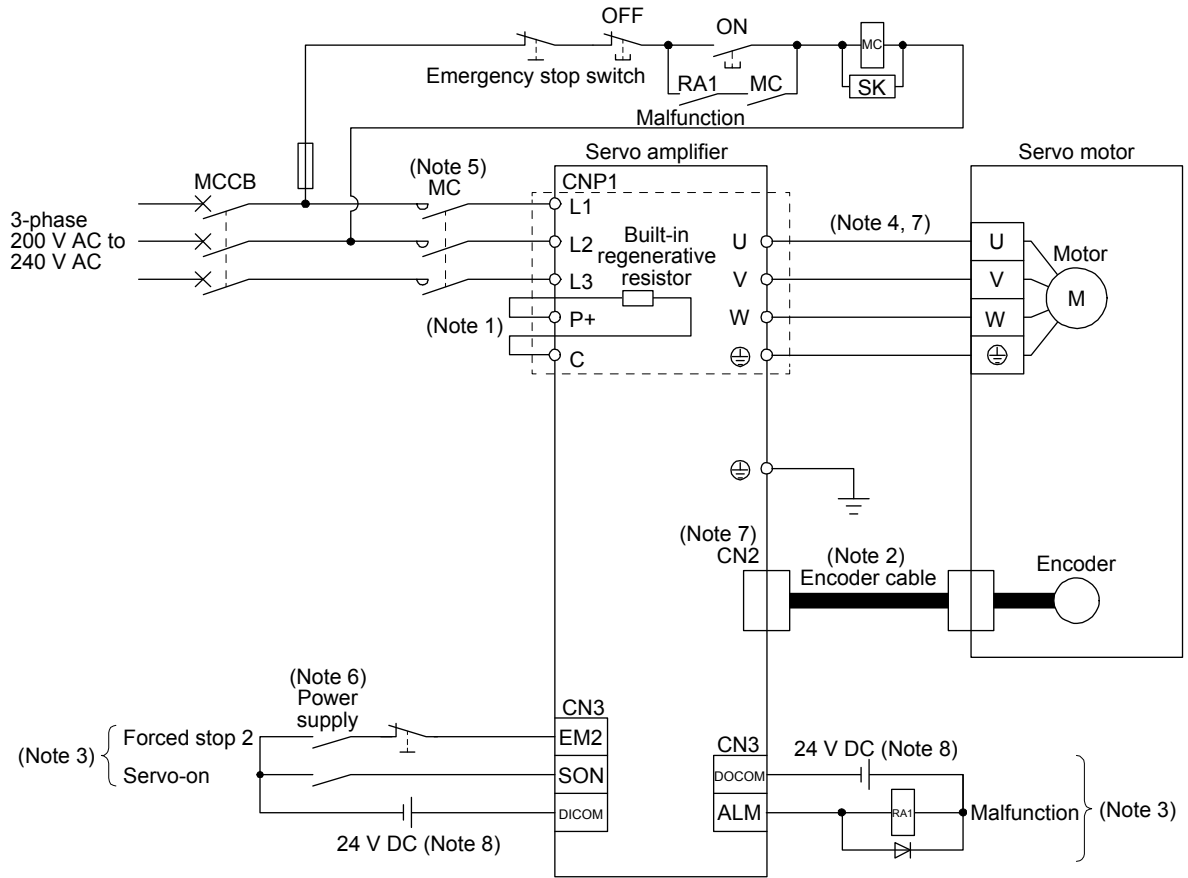 OFF
ON
MC
Emergency stop switch
RA1
MC
SK
Malfunction
Servo amplifier
Servo motor
MCCB
(Note 5)
MC
CNP1
3-phase
200 V AC to
240 V AC
L1
L2
L3
Built-in
regenerative
resistor
(Note 1)
P+
C
U
V
W
(Note 4, 7)
U
V
W
Motor
M
(Note 7)
CN2
(Note 2)
Encoder cable
Encoder
(Note 6)
Power
supply
(Note 3)
Forced stop 2
Servo-on
CN3
EM2
SON
DICOM
24 V DC (Note 8)
CN3
DOCOM
ALM
24 V DC (Note 8)
RA1
Malfunction
(Note 3)